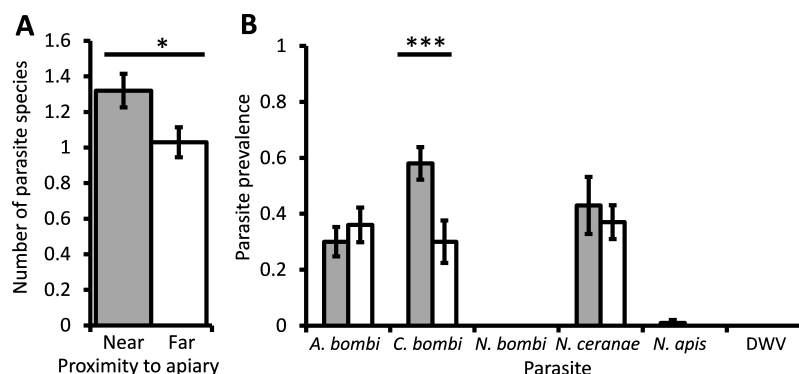 A
Number of parasite species
1.6
1.4
1.2
1
0.8
0.6
0.4
0.2
0
*
Near Far
Proximity to apiary
B
Parasite prevalence
1
0.8
0.6
0.4
0.2
0
***
A. bombi C. bombi N. bombi N. ceranae N. apis DWV
Parasite